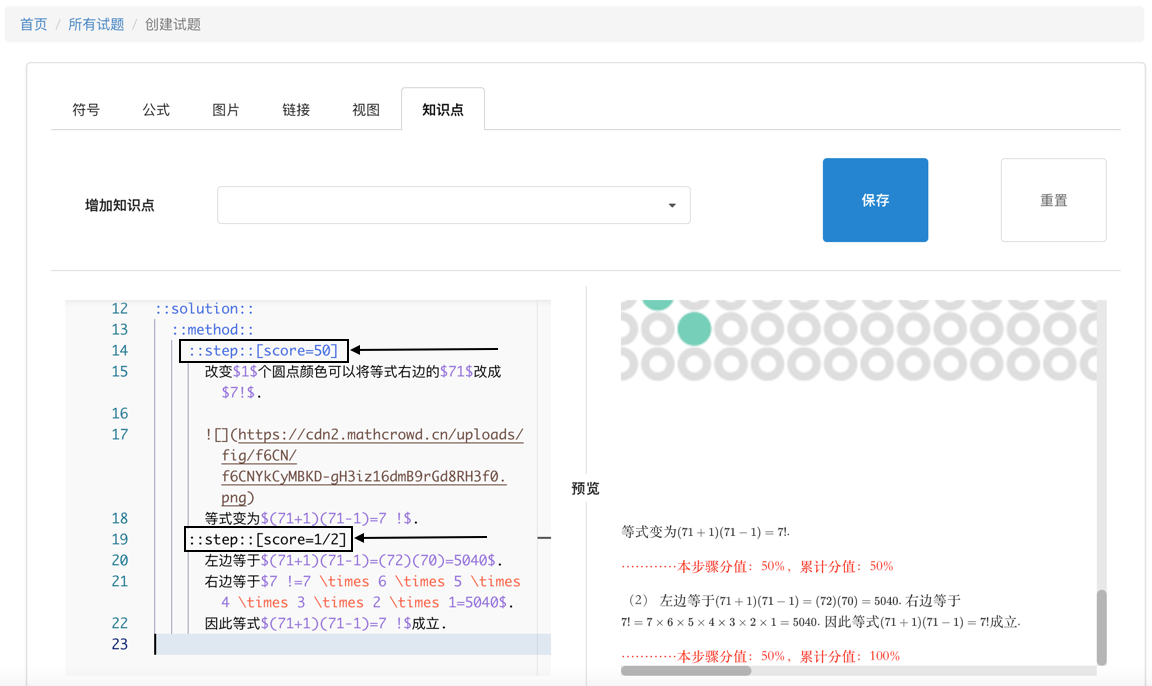 首页 / 所有试题 / 创建试题
符号 公式 图片 链接 视图 知识点
增加知识点 保存 重置
12 ::solution::
13 ::method::
14 ::step::[score=50]
15 改变$1$个圆点颜色可以将等式右边的$71$改成
$7!$.
16
17 ![](https://cdn2.mathcrowd.cn/uploads/
fig/f6CN/
f6CNYkCyMBKD-gH3iz16dmB9rGd8RH3f0.
png)
18 等式变为$(71+1)(71-1)=7 !$.
19 ::step::[score=1/2]
20 左边等于$(71+1)(71-1)=(72)(70)=5040$.
21 右边等于$7 !=7 \times 6 \times 5 \times
4 \times 3 \times 2 \times 1=5040$.
22 因此等式$(71+1)(71-1)=7 !$成立.
23
预览
等式变为(71 + 1)(71 − 1) = 7!.
············本步骤分值：50%，累计分值：50%
（2） 左边等于(71 + 1)(71 − 1) = (72)(70) = 5040. 右边等于
7! = 7 × 6 × 5 × 4 × 3 × 2 × 1 = 5040. 因此等式(71 + 1)(71 − 1) = 7!成立.
············本步骤分值：50%，累计分值：100%